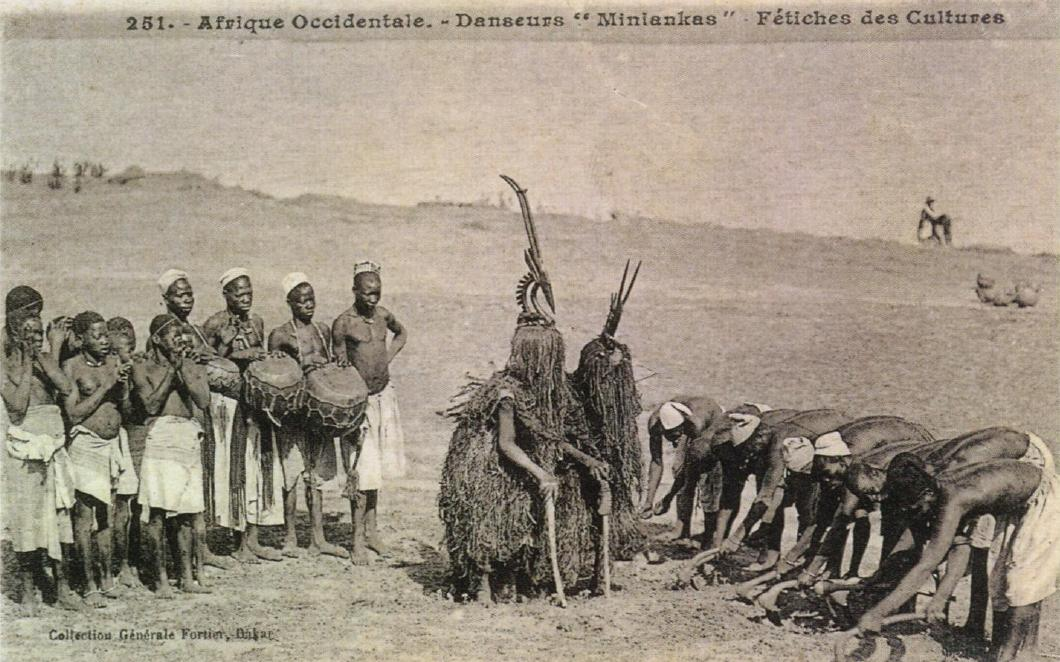 251. - Afrique Occidentale. - Danseurs “ Miniankas ” - Fétiches des Cultures
Collection Générale Fortier, Dakar